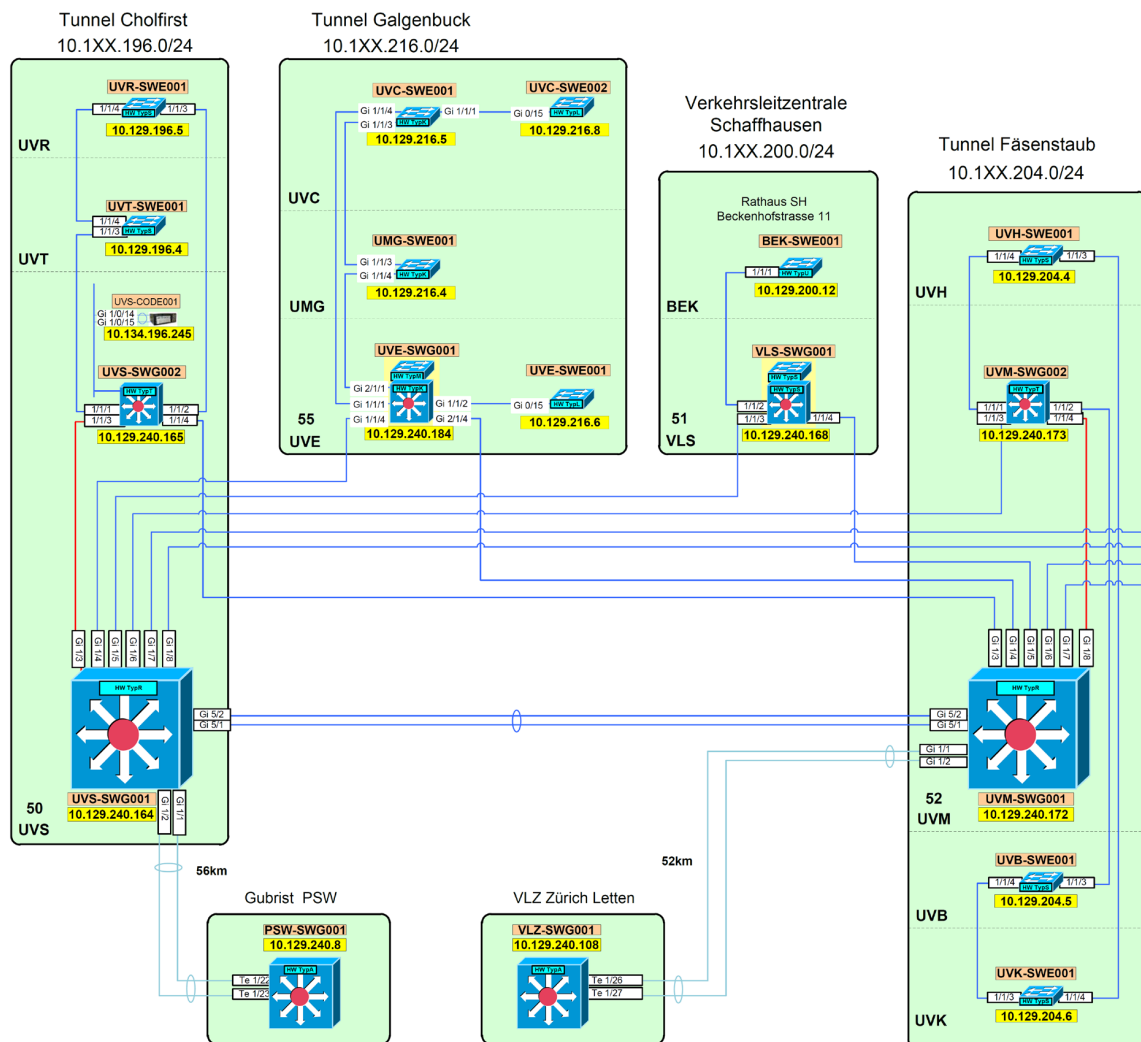 Tunnel Cholfirst
10.1XX.196.0/24
UVR-SWE001
1/1/4
HW TypS
1/1/3
10.129.196.5
UVR
UVT-SWE001
1/1/4
1/1/3
HW TypS
10.129.196.4
UVT
UVS-CODE001
Gi 1/0/14
Gi 1/0/15
10.134.196.245
UVS-SWG002
HW TypT
1/1/1
1/1/2
1/1/3
1/1/4
10.129.240.165
Gi 1/3
Gi 1/4
Gi 1/5
Gi 1/6
Gi 1/7
Gi 1/8
HW TypR
Gi 5/2
Gi 5/1
UVS-SWG001
10.129.240.164
Gi 1/2
Gi 1/1
50
UVS
Tunnel Galgenbuck
10.1XX.216.0/24
UVC-SWE001
Gi 1/1/4
Gi 1/1/3
HW TypK
Gi 1/1/1
10.129.216.5
UVC-SWE002
Gi 0/15
HW TypL
10.129.216.8
UVC
UMG-SWE001
Gi 1/1/3
Gi 1/1/4
HW TypK
10.129.216.4
UMG
UVE-SWG001
HW TypM
HW TypK
Gi 2/1/1
Gi 1/1/1
Gi 1/1/4
Gi 1/1/2
Gi 2/1/4
10.129.240.184
UVE-SWE001
Gi 0/15
HW TypL
10.129.216.6
55
UVE
Verkehrsleitzentrale
Schaffhausen
10.1XX.200.0/24
Rathaus SH
Beckenhofstrasse 11
BEK-SWE001
1/1/1
HW TypU
10.129.200.12
BEK
VLS-SWG001
HW TypS
HW TypS
1/1/2
1/1/3
1/1/4
10.129.240.168
51
VLS
Tunnel Fäsenstaub
10.1XX.204.0/24
UVH-SWE001
1/1/4
HW TypS
1/1/3
10.129.204.4
UVH
UVM-SWG002
HW TypT
1/1/1
1/1/2
1/1/3
1/1/4
10.129.240.173
Gi 1/3
Gi 1/4
Gi 1/5
Gi 1/6
Gi 1/7
Gi 1/8
HW TypR
Gi 5/2
Gi 5/1
Gi 1/1
Gi 1/2
UVM-SWG001
10.129.240.172
52
UVM
UVB-SWE001
1/1/4
HW TypS
1/1/3
10.129.204.5
UVB
UVK-SWE001
1/1/3
HW TypS
1/1/4
10.129.204.6
UVK
56km
52km
Gubrist PSW
PSW-SWG001
10.129.240.8
HW TypA
Te 1/22
Te 1/23
VLZ Zürich Letten
VLZ-SWG001
10.129.240.108
HW TypA
Te 1/26
Te 1/27